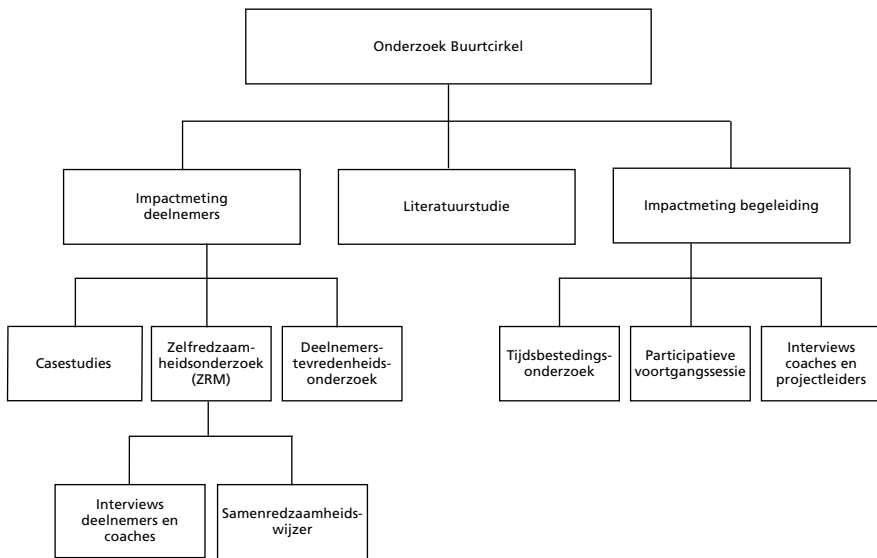 Onderzoek Buurtcirkel
Impactmeting
deelnemers
Literatuurstudie
Impactmeting begeleiding
Casestudies
Zelfredzaam-
heidsonderzoek
(ZRM)
Deelnemers-
tevredenheids-
onderzoek
Tijdsbestedings-
onderzoek
Participatieve
voortgangssessie
Interviews
coaches en
projectleiders
Interviews
deelnemers en
coaches
Samenredzaamheids-
wijzer